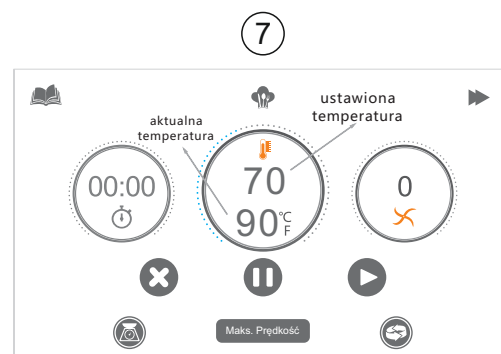 7
aktualna
temperatura
ustawiona
temperatura
00:00
70
90°C
F
0
Maks. Prędkość